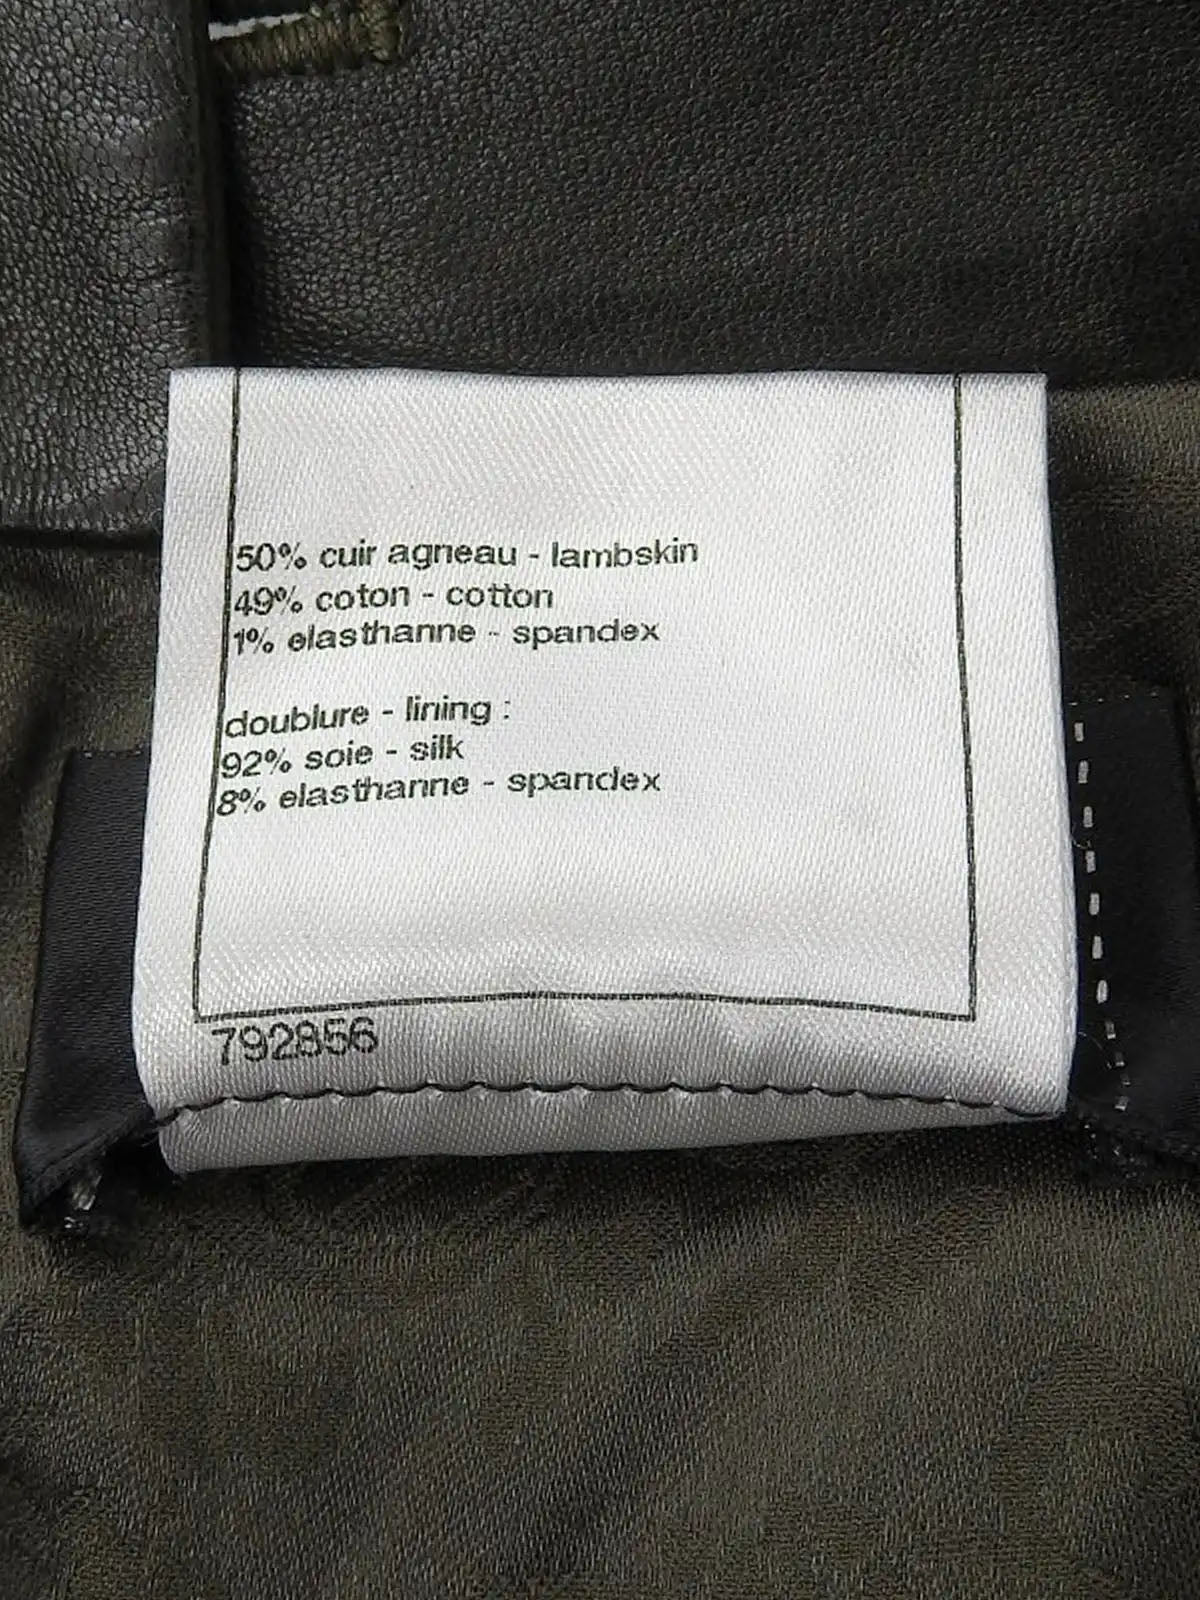 50% cuir agneau - lambskin
49% coton - cotton
1% elasthanne - spandex
doublure - lining :
92% soie - silk
8% elasthanne - spandex
792856